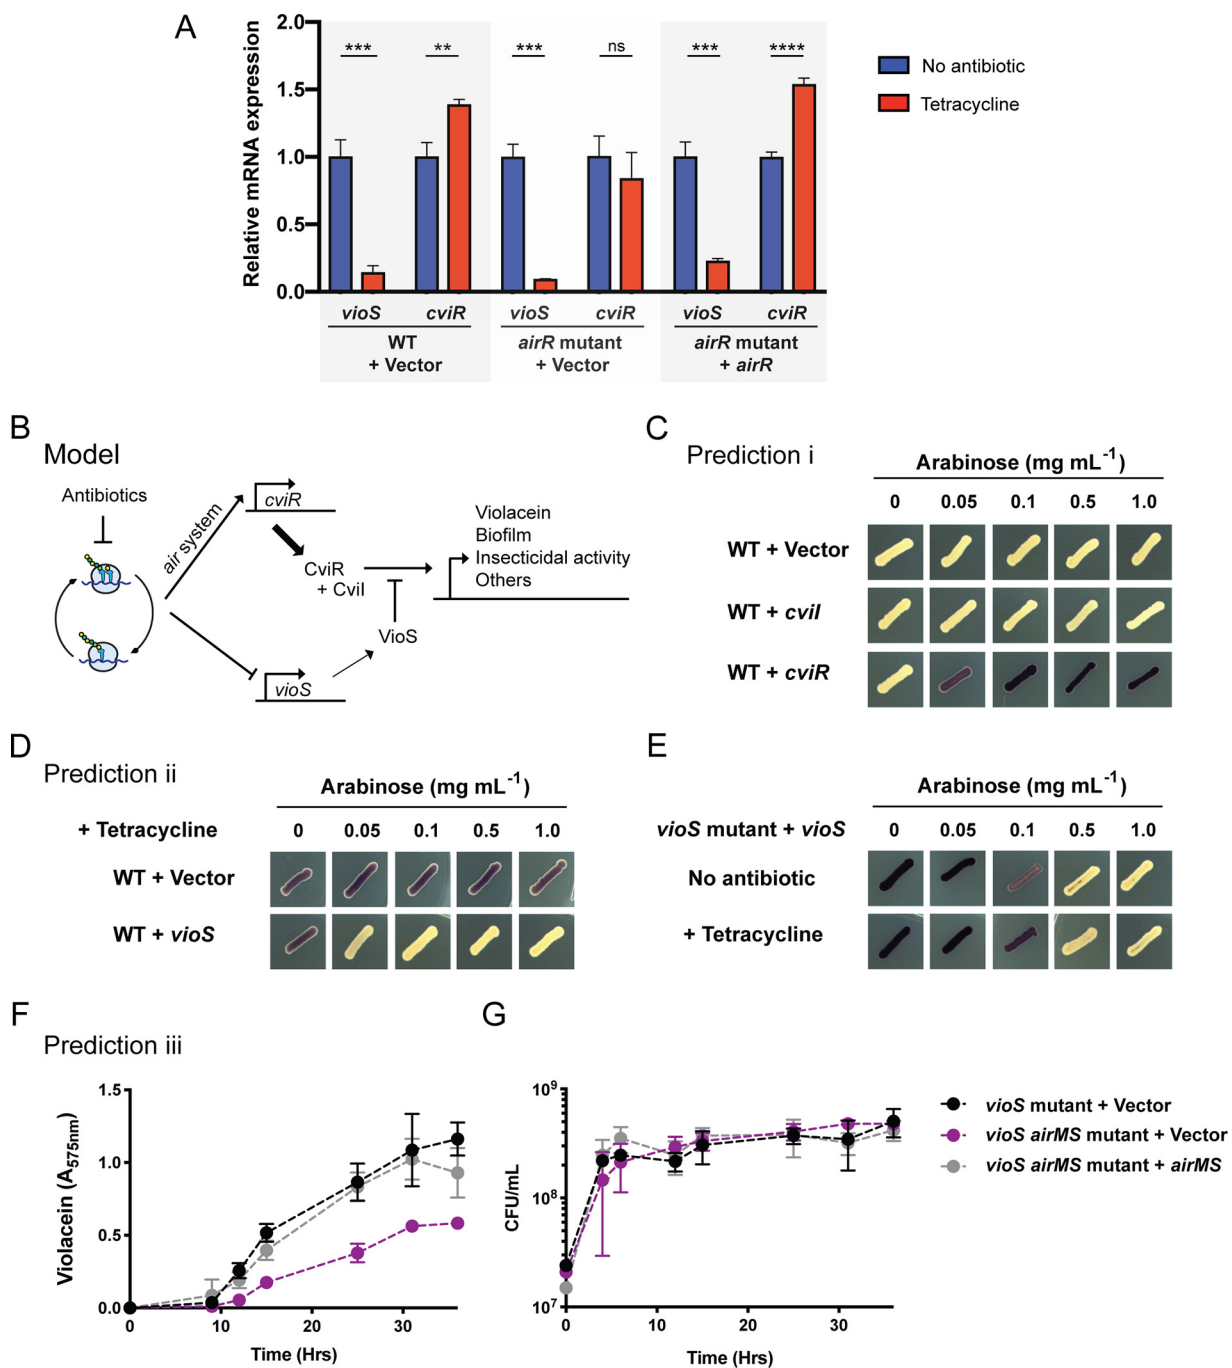 A
Relative mRNA expression
2.0
1.5
1.0
0.5
0.0
*** ** *** ns *** ****
No antibiotic
Tetracycline
vioS cviR vioS cviR vioS cviR
WT airR mutant airR mutant
+ Vector + Vector + airR
B
Model
Antibiotics
air system
cviR
CviR
+ CviI
VioS
vioS
Violacein
Biofilm
Insecticidal activity
Others
C
Prediction i
Arabinose (mg mL-1)
0 0.05 0.1 0.5 1.0
WT + Vector
WT + cviI
WT + cviR
D
Prediction ii
Arabinose (mg mL-1)
+ Tetracycline 0 0.05 0.1 0.5 1.0
WT + Vector
WT + vioS
E
Arabinose (mg mL-1)
vioS mutant + vioS 0 0.05 0.1 0.5 1.0
No antibiotic
+ Tetracycline
F
Prediction iii
Violacein (A575nm)
1.5
1.0
0.5
0.0
0 10 20 30
Time (Hrs)
G
CFU/mL
10^9
10^8
10^7
0 10 20 30
Time (Hrs)
vioS mutant + Vector
vioS airMS mutant + Vector
vioS airMS mutant + airMS